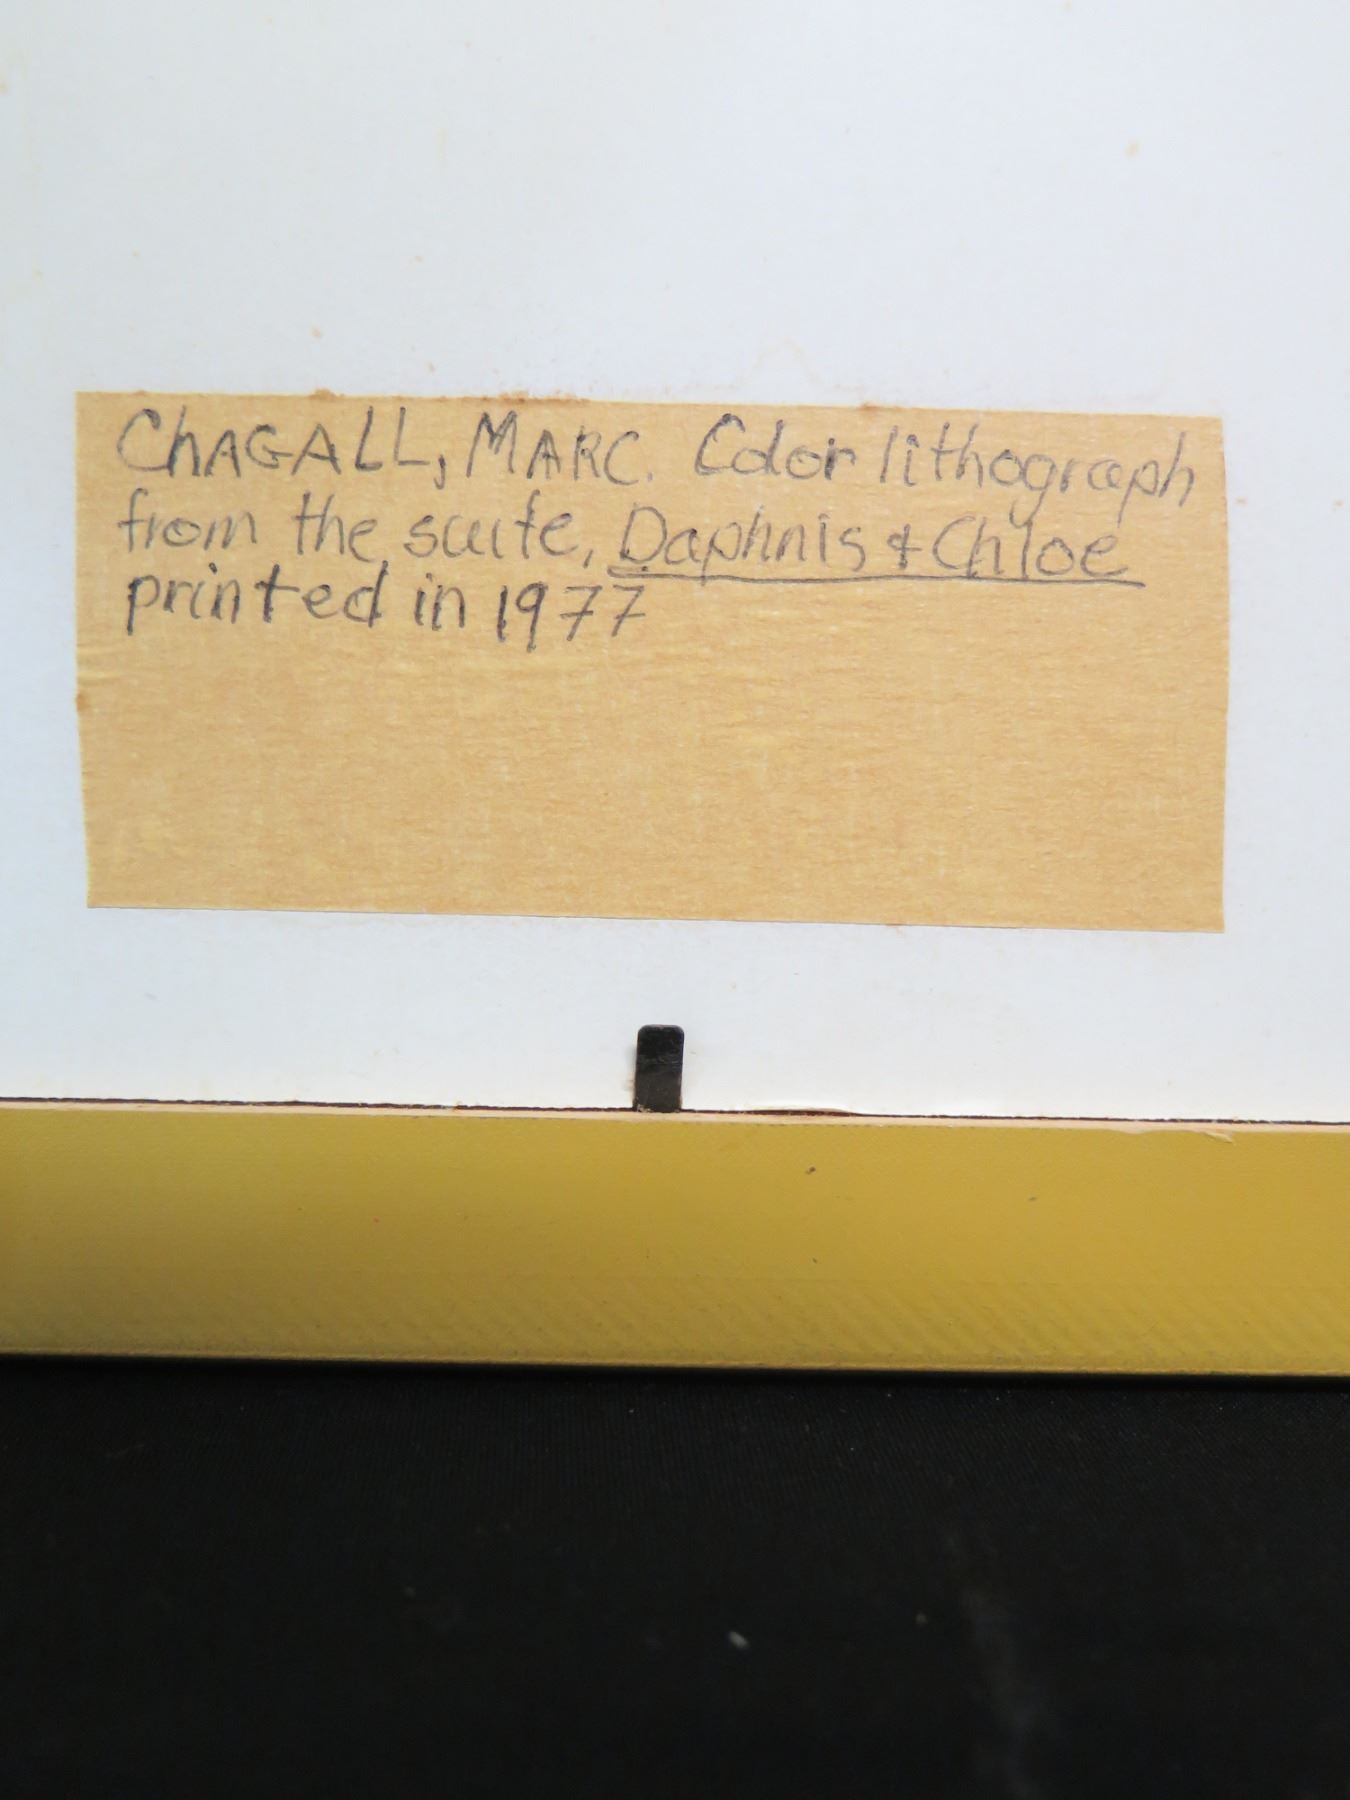 ChAGALL, MARC. Color lithograph
from the suite, Daphnis & Chloe
printed in 1977